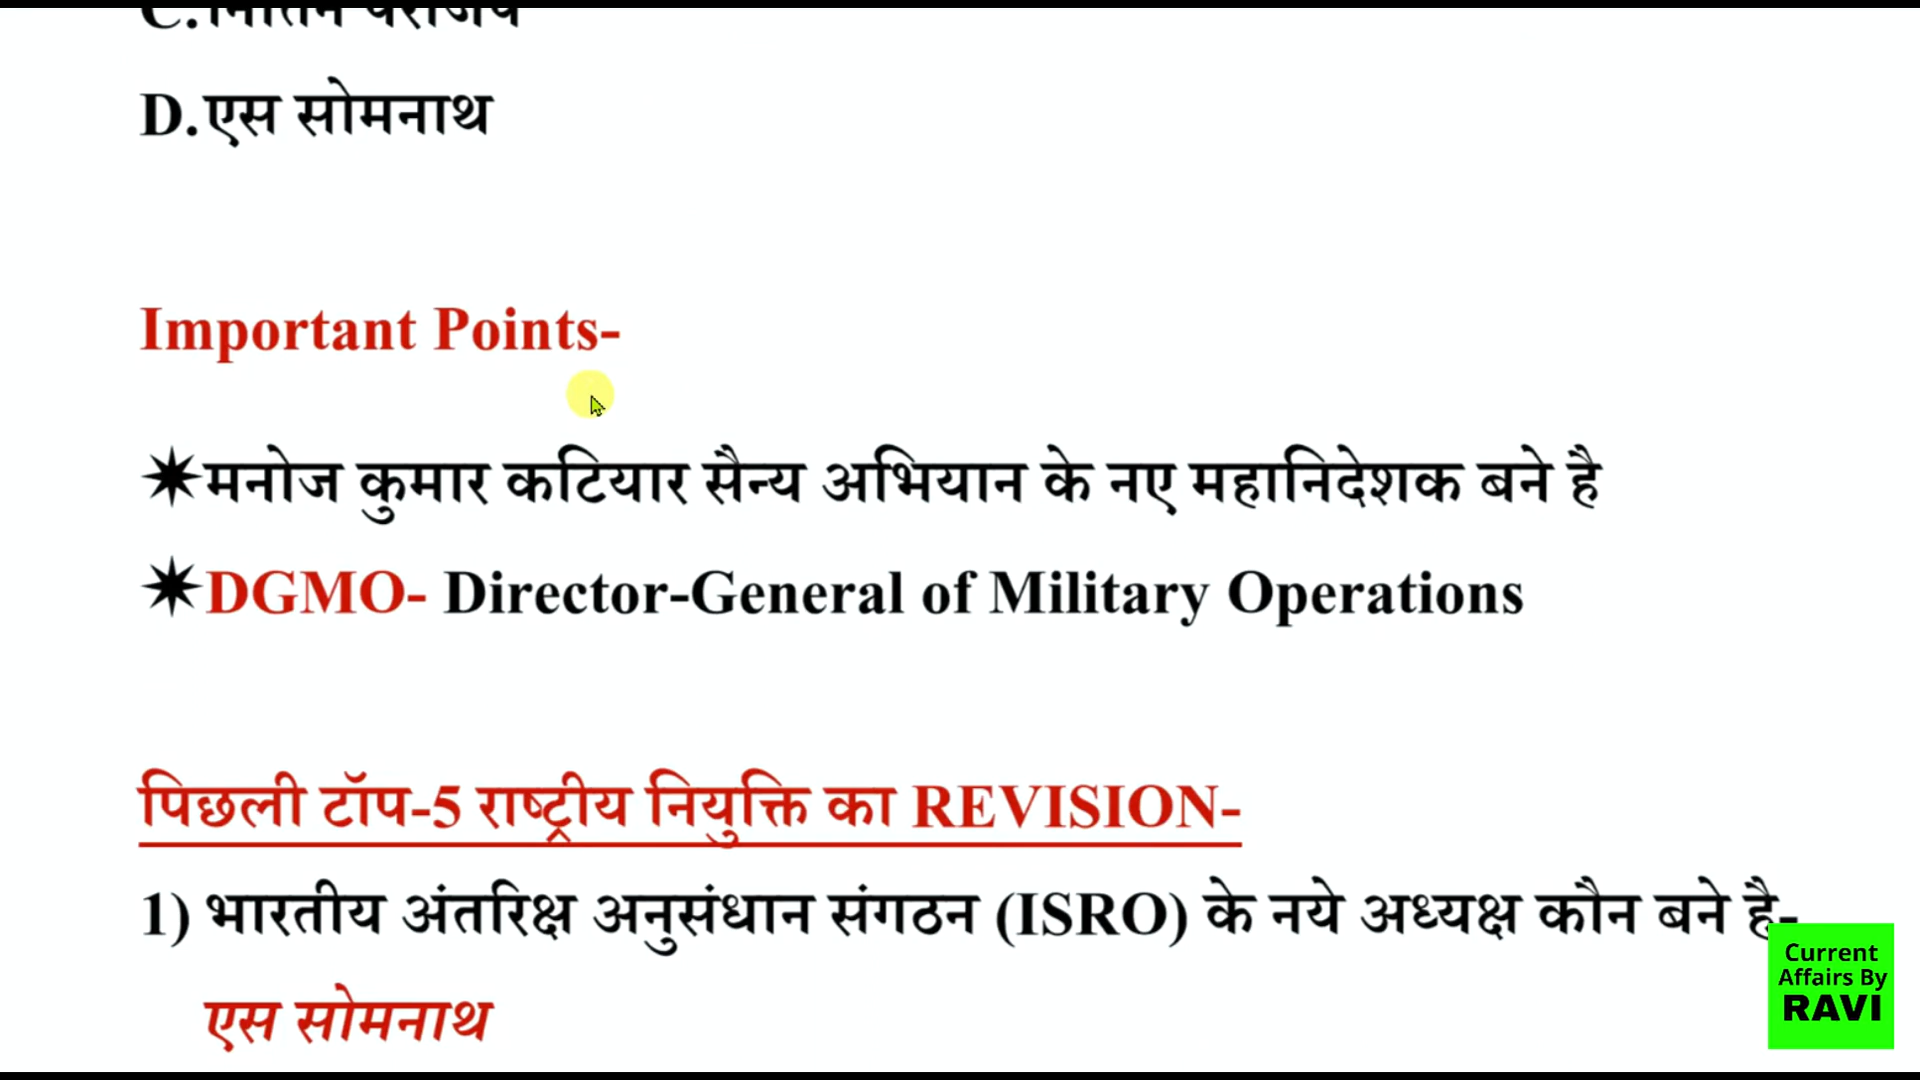 D.एस सोमनाथ
Important Points-
✷मनोज कुमार कटियार सैन्य अभियान के नए महानिदेशक बने है
✷DGMO- Director-General of Military Operations
पिछली टॉप-5 राष्ट्रीय नियुक्ति का REVISION-
1) भारतीय अंतरिक्ष अनुसंधान संगठन (ISRO) के नये अध्यक्ष कौन बने है-
एस सोमनाथ
Current
Affairs By
RAVI